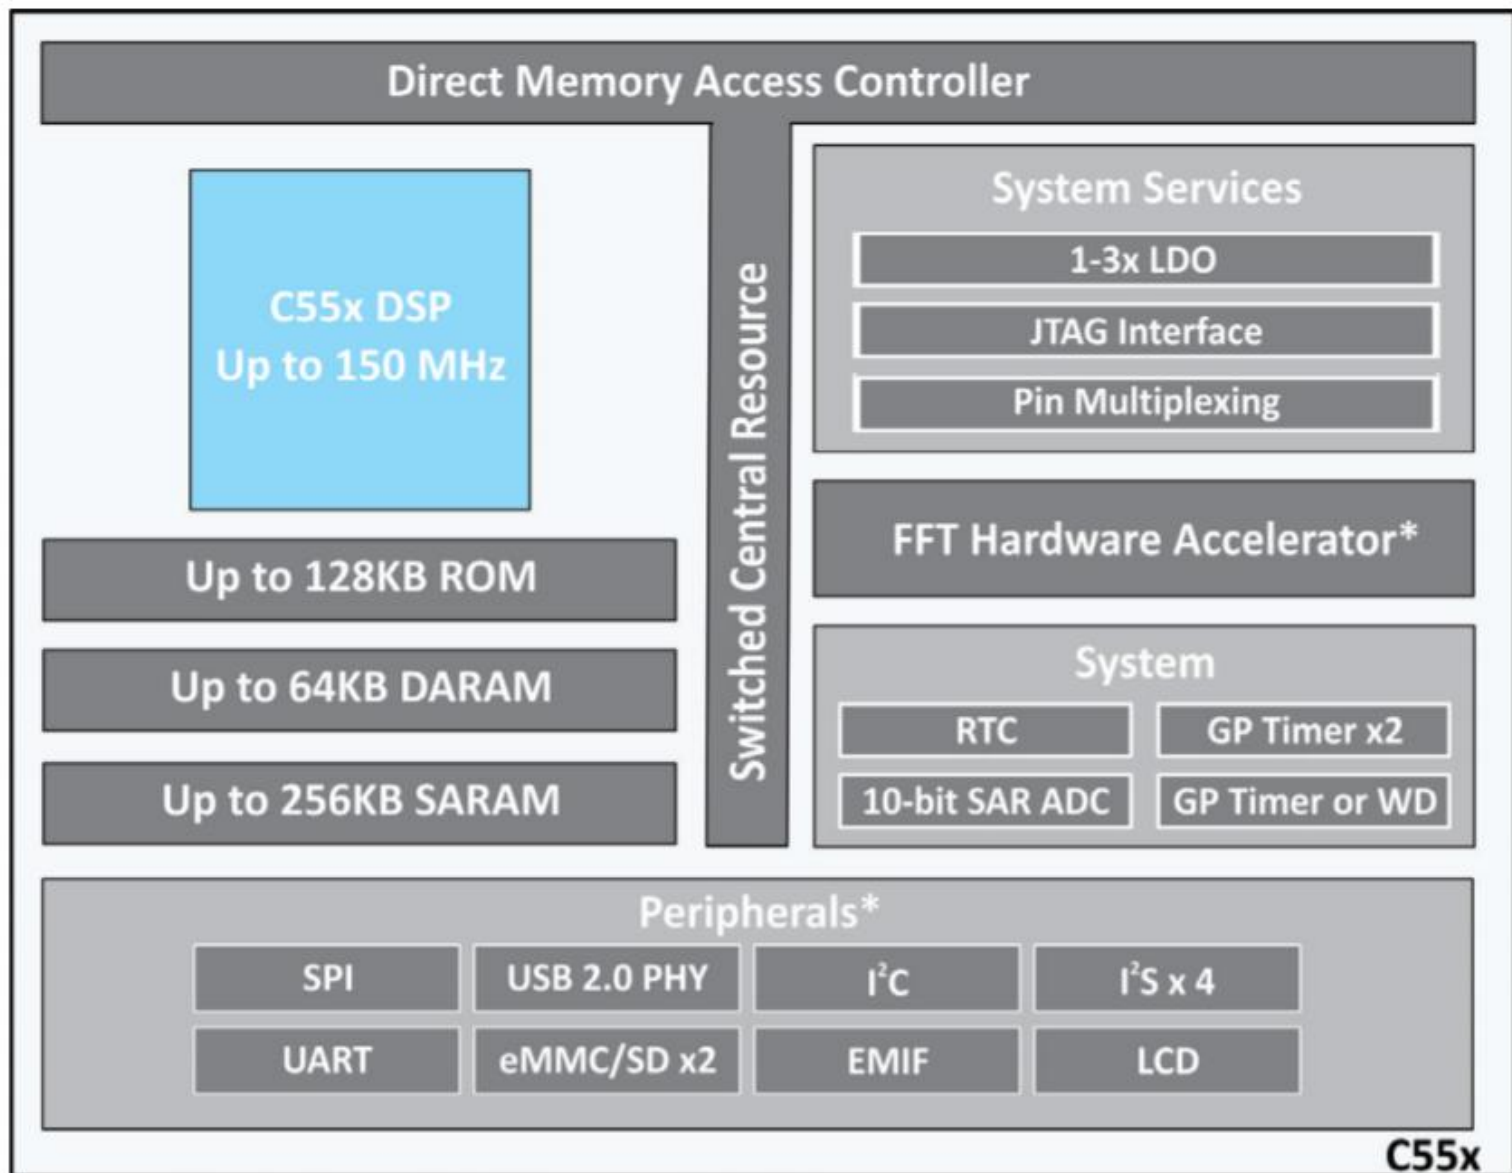 Direct Memory Access Controller
C55x DSP
Up to 150 MHz
Up to 128KB ROM
Up to 64KB DARAM
Up to 256KB SARAM
Switched Central Resource
System Services
1-3x LDO
JTAG Interface
Pin Multiplexing
FFT Hardware Accelerator*
System
RTC
GP Timer x2
10-bit SAR ADC
GP Timer or WD
Peripherals*
SPI
USB 2.0 PHY
I²C
I²S x 4
UART
eMMC/SD x2
EMIF
LCD
C55x